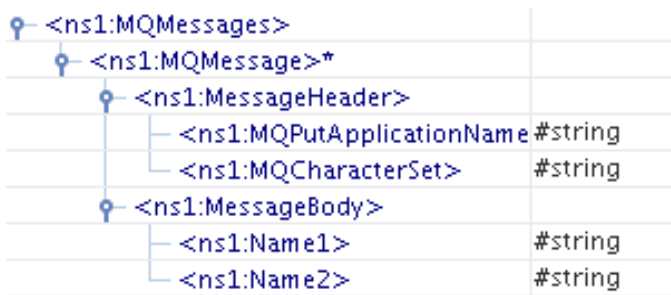 <ns1:MQMessages>
<ns1:MQMessage>*
<ns1:MessageHeader>
<ns1:MQPutApplicationName #string
<ns1:MQCharacterSet> #string
<ns1:MessageBody>
<ns1:Name1> #string
<ns1:Name2> #string